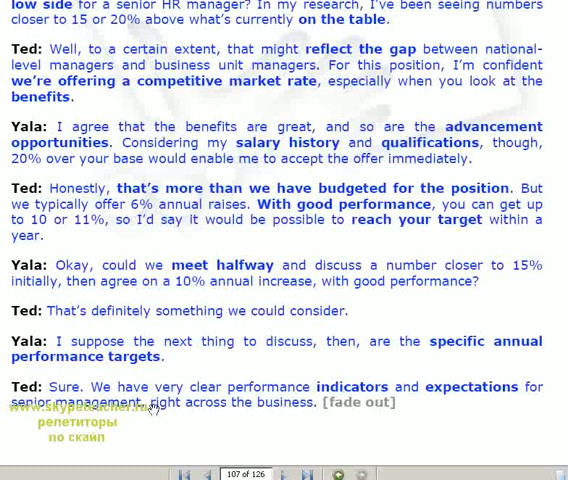 low side for a senior HR manager? In my research, I've been seeing numbers
closer to 15 or 20% above what's currently on the table.
Ted: Well, to a certain extent, that might reflect the gap between national-
level managers and business unit managers. For this position, I'm confident
we're offering a competitive market rate, especially when you look at the
benefits.
Yala: I agree that the benefits are great, and so are the advancement
opportunities. Considering my salary history and qualifications, though,
20% over your base would enable me to accept the offer immediately.
Ted: Honestly, that's more than we have budgeted for the position. But
we typically offer 6% annual raises. With good performance, you can get up
to 10 or 11%, so I'd say it would be possible to reach your target within a
year.
Yala: Okay, could we meet halfway and discuss a number closer to 15%
initially, then agree on a 10% annual increase, with good performance?
Ted: That's definitely something we could consider.
Yala: I suppose the next thing to discuss, then, are the specific annual
performance targets.
Ted: Sure. We have very clear performance indicators and expectations for
senior management, right across the business. [fade out]
www.skypeteacher.ru
репетиторы
по скайп
107 of 126